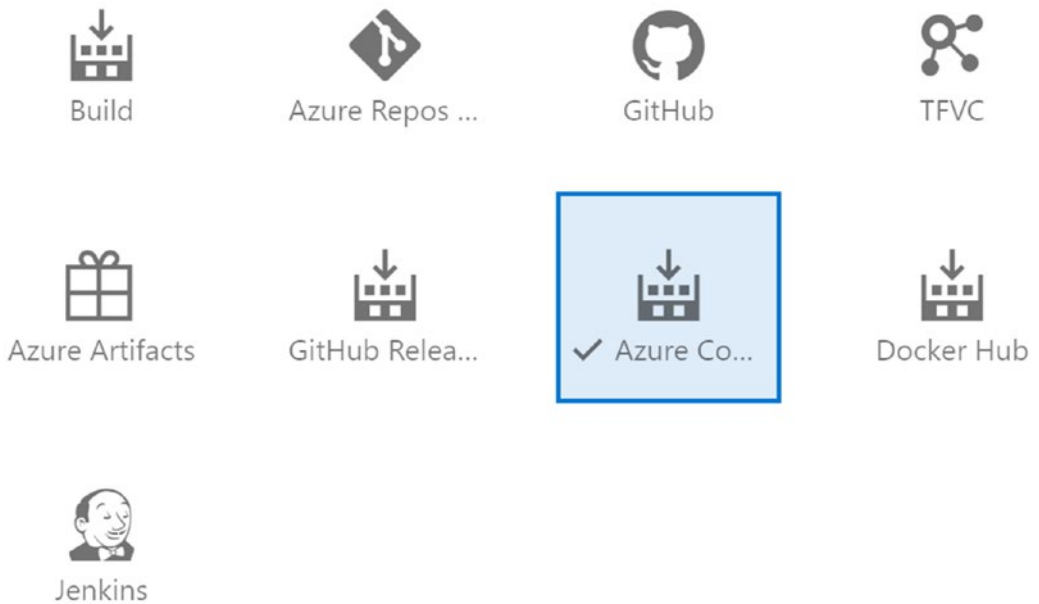 Build
Azure Repos ...
GitHub
TFVC
Azure Artifacts
GitHub Relea...
Azure Co...
Docker Hub
Jenkins